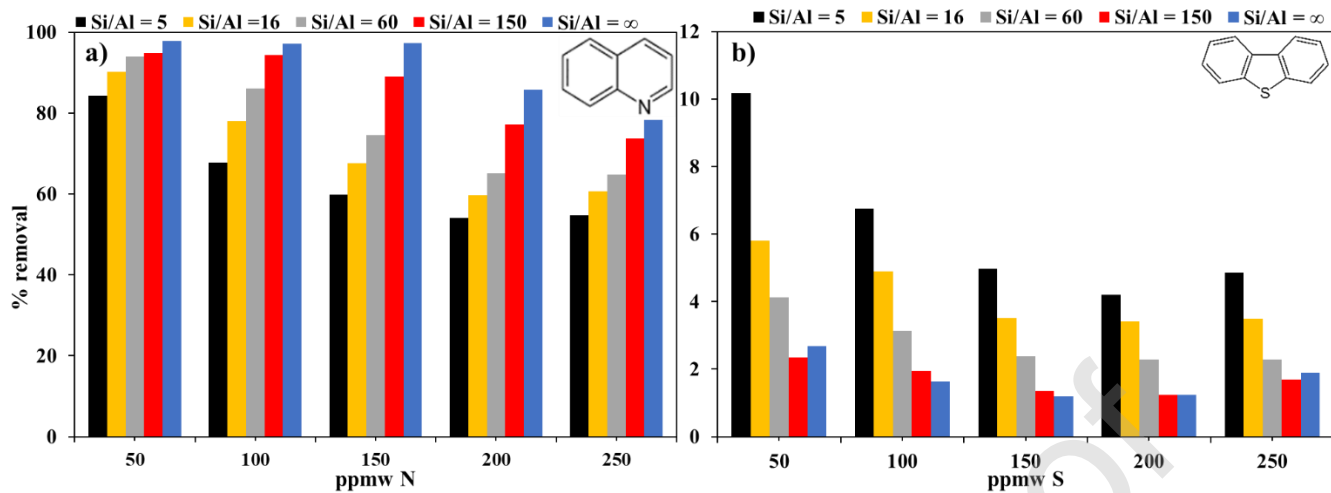 Si/Al = 5 Si/Al =16 Si/Al = 60 Si/Al = 150 Si/Al = ∞
a)
100
80
60
40
20
0
% removal
50 100 150 200 250
ppmw N
N
Si/Al = 5 Si/Al = 16 Si/Al = 60 Si/Al = 150 Si/Al = ∞
b)
12
10
8
6
4
2
0
50 100 150 200 250
ppmw S
S
of